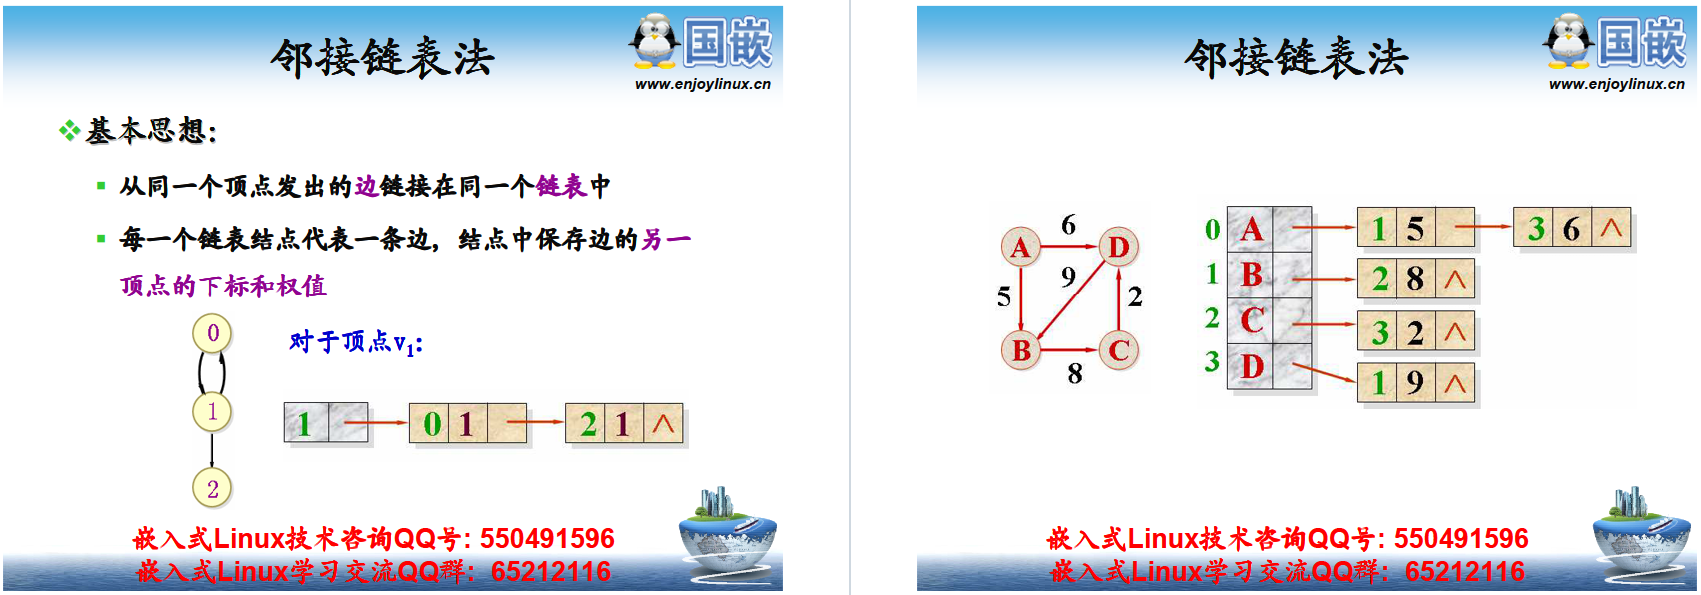 邻接链表法
国嵌
www.enjoylinux.cn
基本思想:
从同一个顶点发出的边链接在同一个链表中
每一个链表结点代表一条边，结点中保存边的另一
顶点的下标和权值
0
1
2
对于顶点v1:
1 0 1 2 1 ^
嵌入式Linux技术咨询QQ号: 550491596
嵌入式Linux学习交流QQ群: 65212116
邻接链表法
国嵌
www.enjoylinux.cn
A 6 D
5 9 2
B 8 C
0 A 1 5 3 6 ^
1 B 2 8 ^
2 C 3 2 ^
3 D 1 9 ^
嵌入式Linux技术咨询QQ号: 550491596
嵌入式Linux学习交流QQ群: 65212116